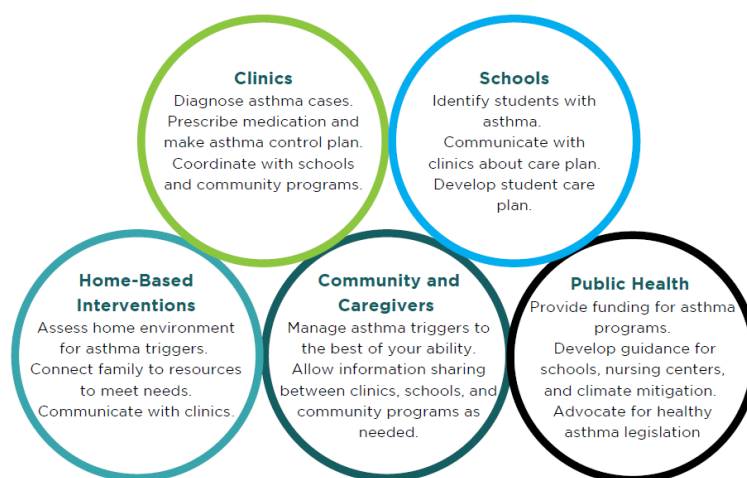 Clinics
Diagnose asthma cases.
Prescribe medication and
make asthma control plan.
Coordinate with schools
and community programs.
Schools
Identify students with
asthma.
Communicate with
clinics about care plan.
Develop student care
plan.
Home-Based
Interventions
Assess home environment
for asthma triggers.
Connect family to resources
to meet needs.
Communicate with clinics.
Community and
Caregivers
Manage asthma triggers to
the best of your ability.
Allow information sharing
between clinics, schools, and
community programs as
needed.
Public Health
Provide funding for asthma
programs.
Develop guidance for
schools, nursing centers,
and climate mitigation.
Advocate for healthy
asthma legislation